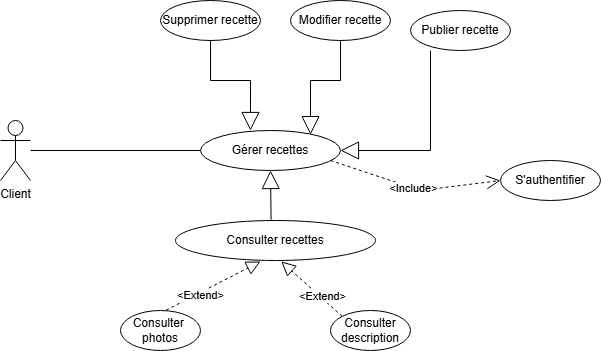 Supprimer recette
Modifier recette
Publier recette
Gérer recettes
Client
<Include>
S'authentifier
Consulter recettes
<Extend>
<Extend>
Consulter
photos
Consulter
description